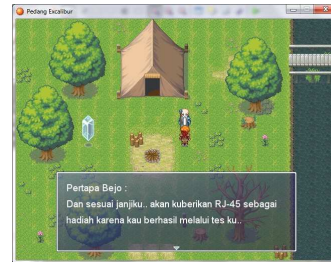 Pedang Excalibur
Pertapa Bejo :
Dan sesuai janjiku.. akan kuberikan RJ-45 sebagai
hadiah karena kau berhasil melalui tes ku..